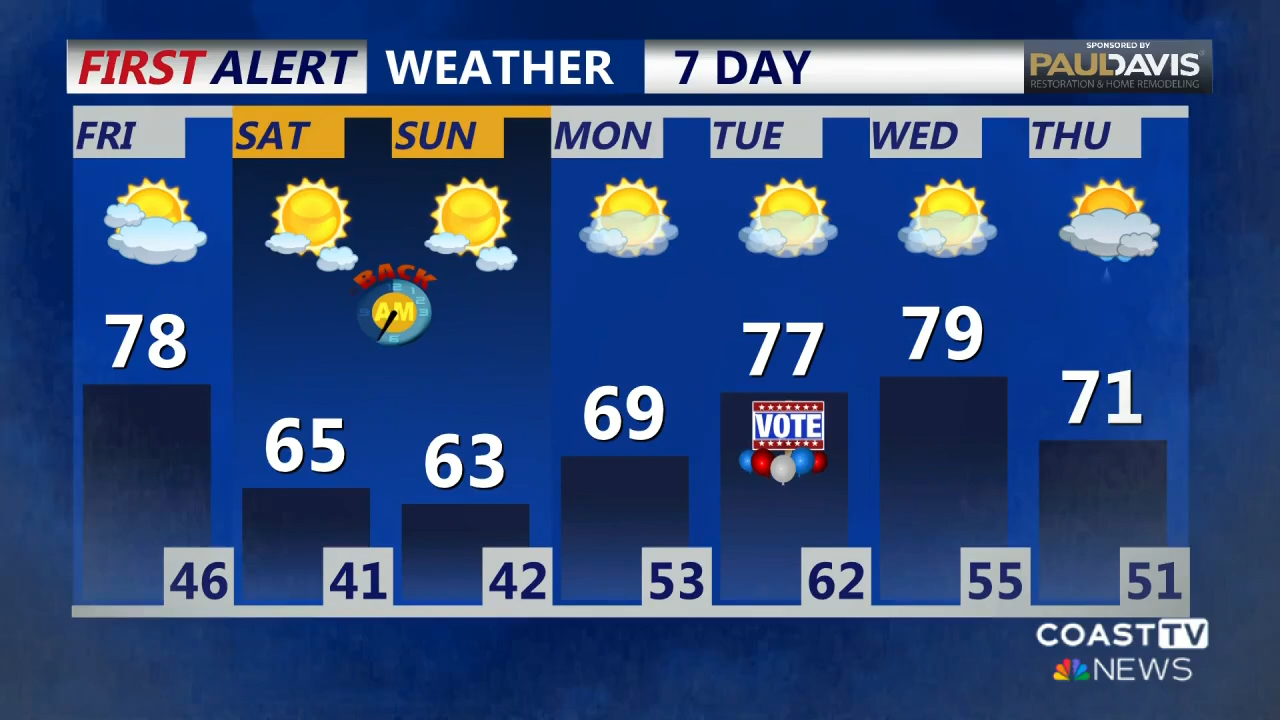 FIRST ALERT WEATHER 7 DAY
SPONSORED BY
PAUL DAVIS
RESTORATION & HOME REMODELING
FRI SAT SUN MON TUE WED THU
BACK
AM
78 65 63 69 77 79 71
VOTE
46 41 42 53 62 55 51
COAST TV
NEWS